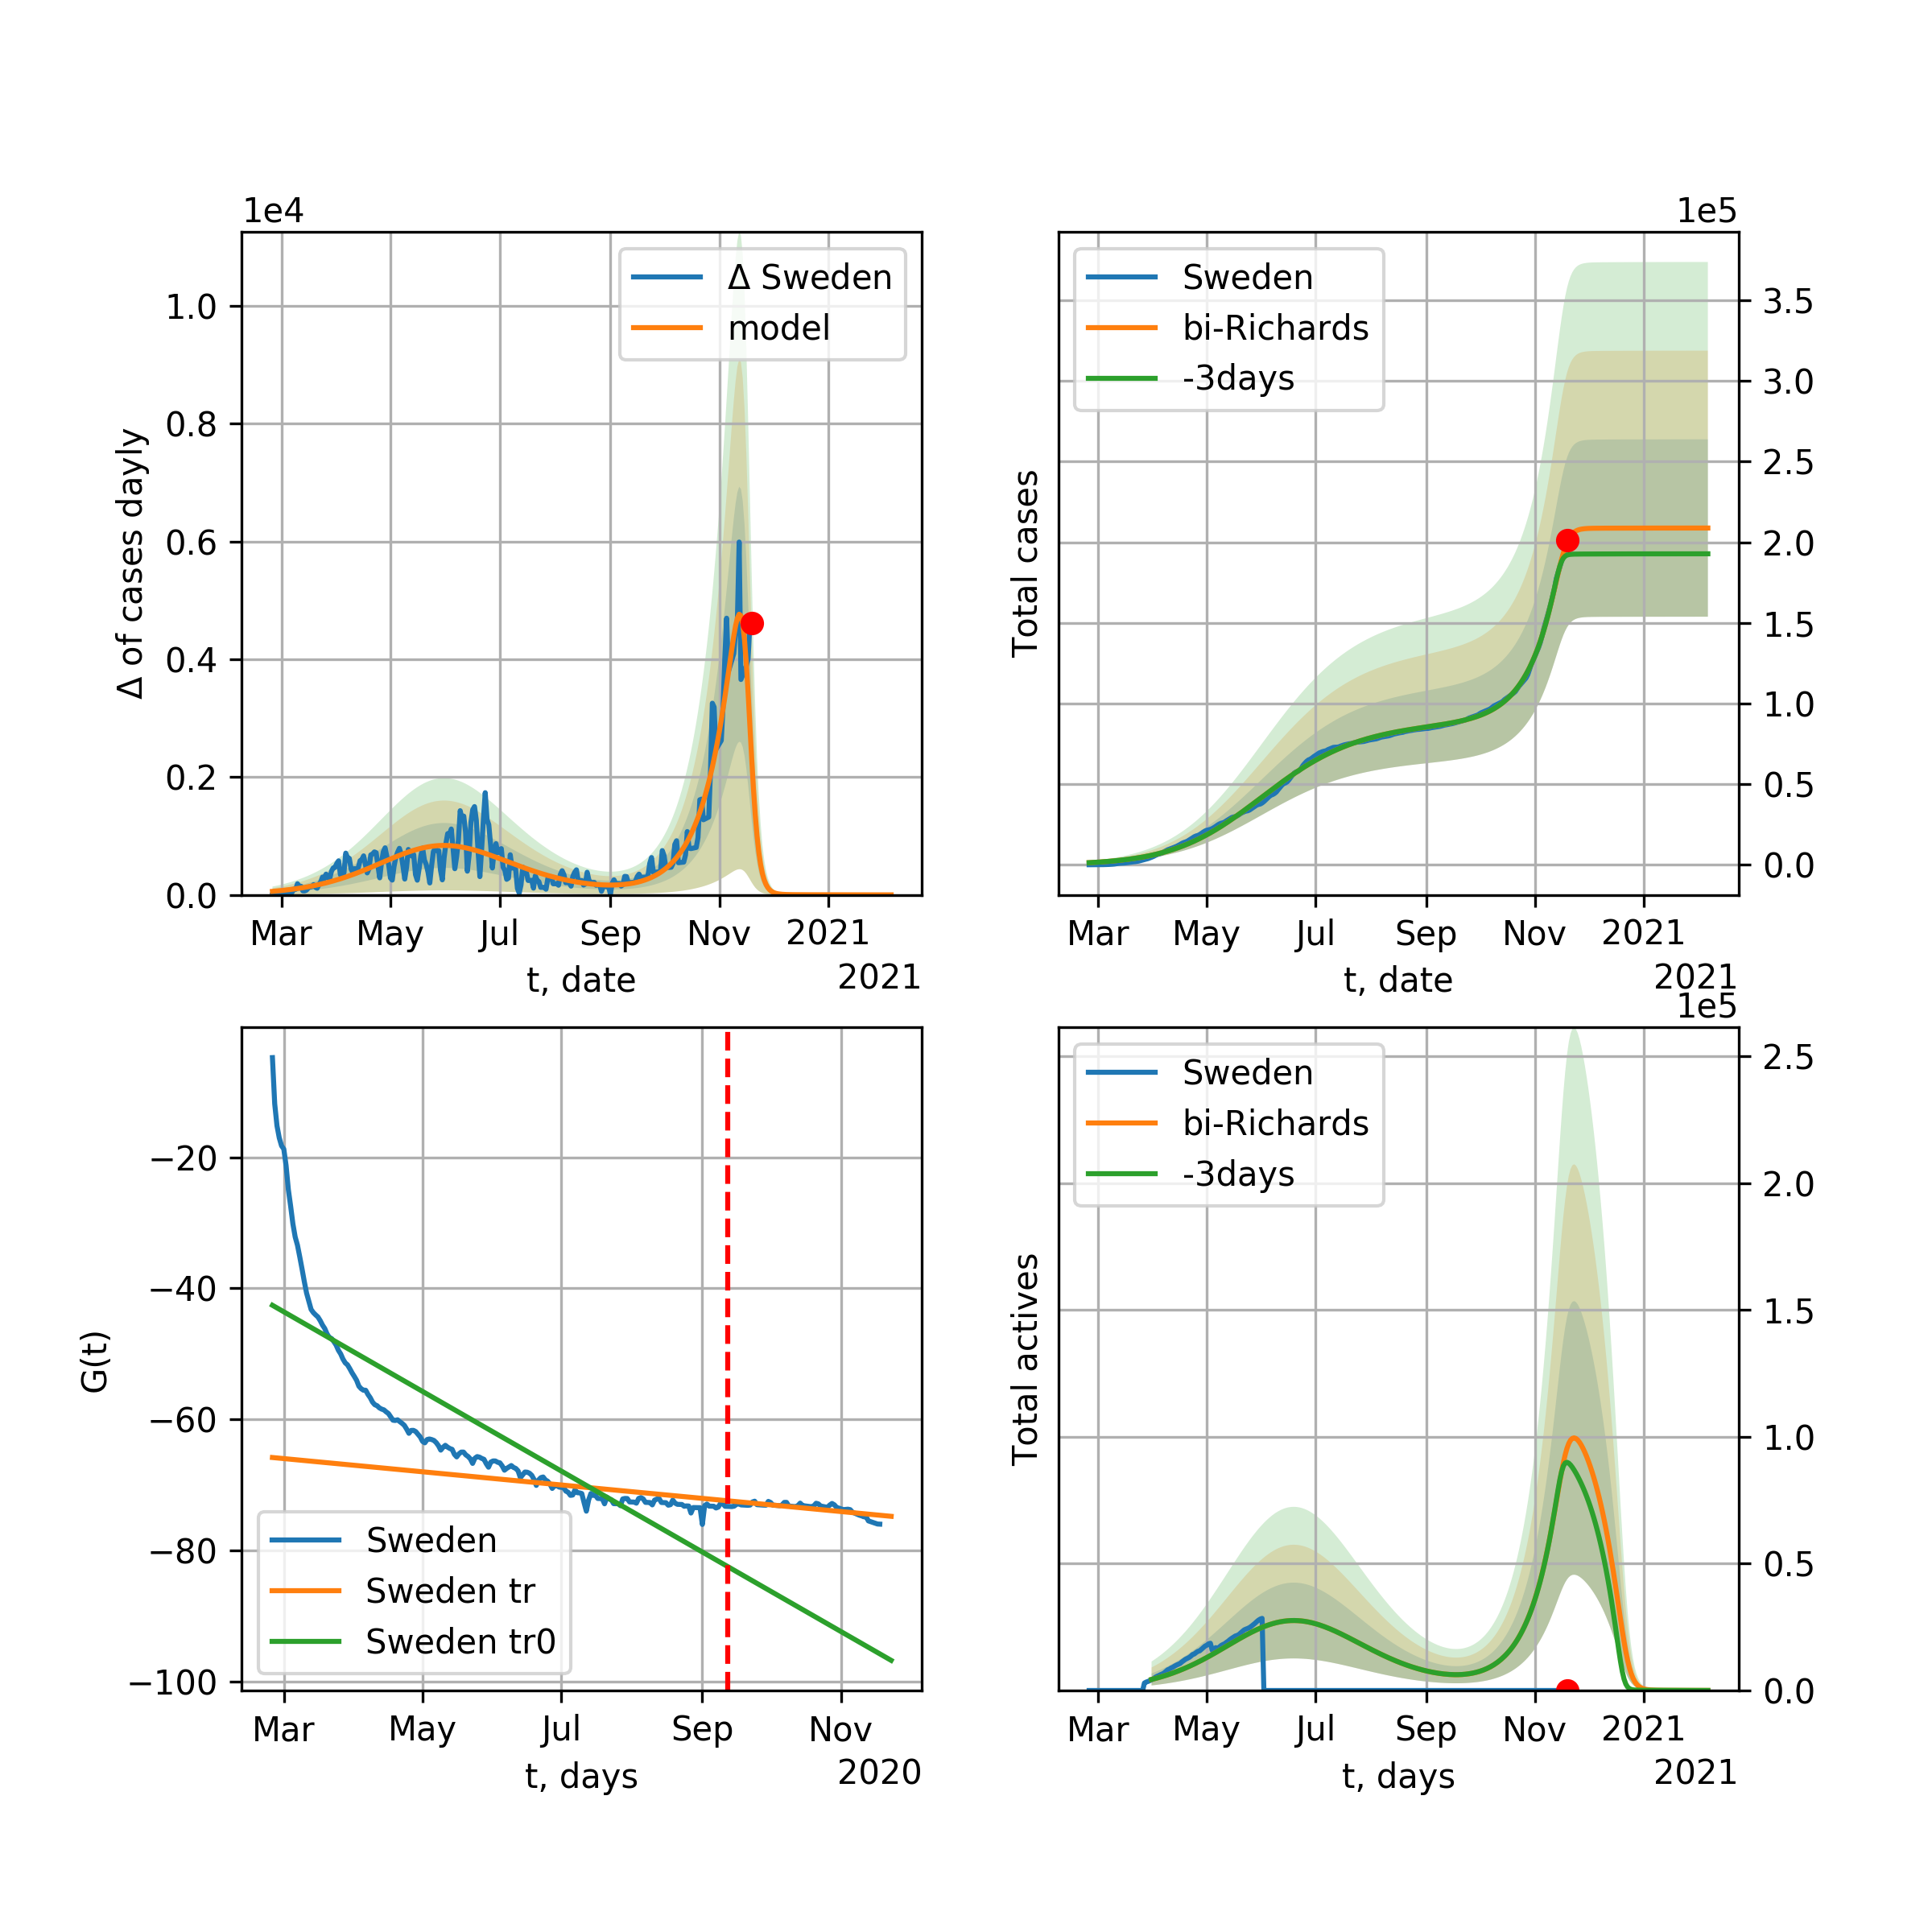 1e4
Δ Sweden
model
1.0
0.8
0.6
0.4
0.2
0.0
Δ of cases dayly
Mar May Jul Sep Nov 2021
t, date
2021
1e5
Sweden
bi-Richards
-3days
3.5
3.0
2.5
2.0
1.5
1.0
0.5
0.0
Total cases
Mar May Jul Sep Nov 2021
t, date
2021
−20
−40
−60
−80
−100
G(t)
Sweden
Sweden tr
Sweden tr0
Mar May Jul Sep Nov
t, days
2020
1e5
Sweden
bi-Richards
-3days
2.5
2.0
1.5
1.0
0.5
0.0
Total actives
Mar May Jul Sep Nov 2021
t, days
2021